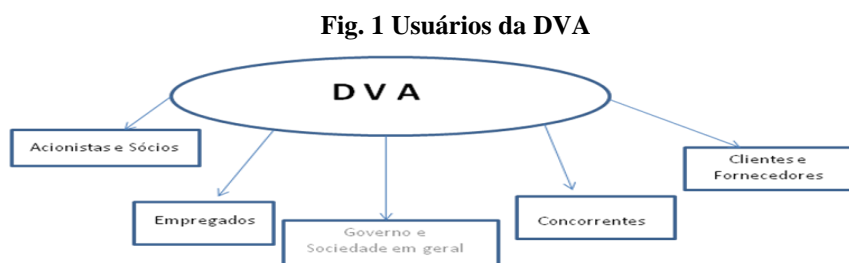 Fig. 1 Usuários da DVA
D V A
Acionistas e Sócios
Empregados
Governo e
Sociedade em geral
Concorrentes
Clientes e
Fornecedores